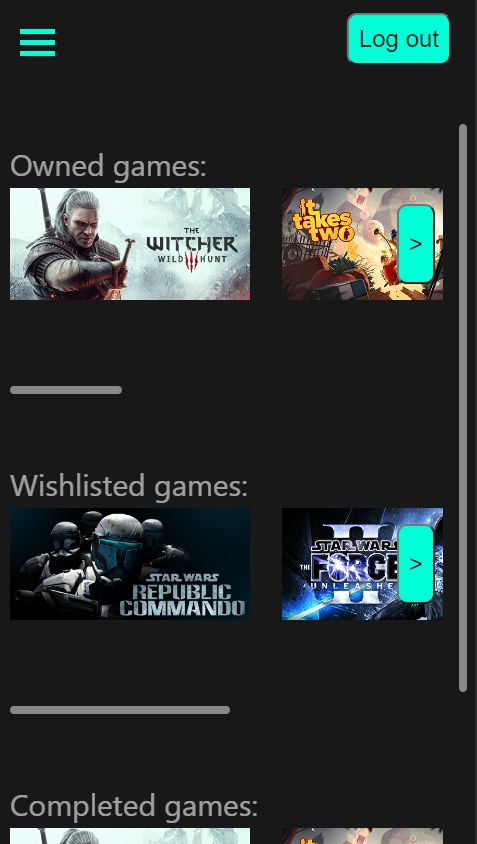 Log out
Owned games:
THE
WITCHER
WILD HUNT
it
takes
two
>
Wishlisted games:
STAR WARS
REPUBLIC
COMMANDO
II
STAR WARS
THE FORCE
UNLEASHED
>
Completed games: